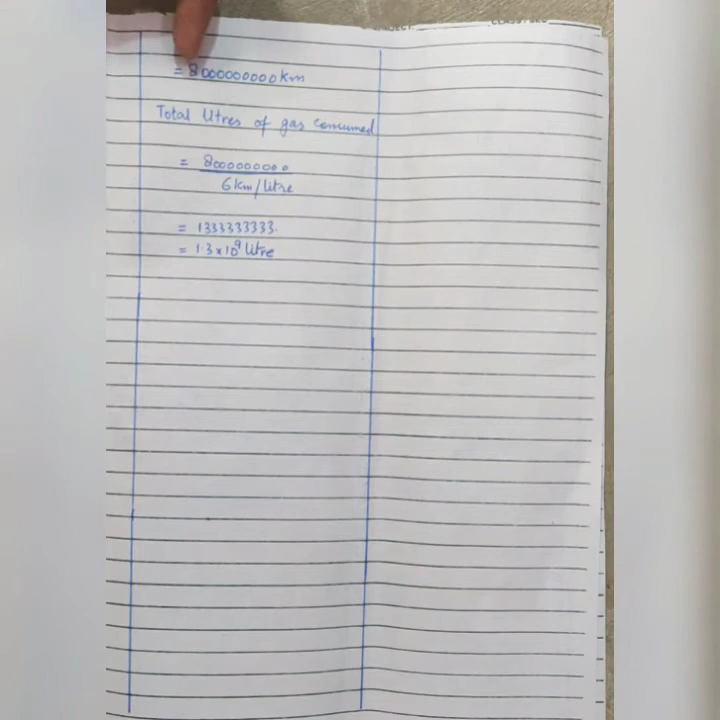 = 8000000000 km
Total litres of gas consumed
= 8000000000
6 km/litre
= 1333333333.
= 1.3 x 10⁹ litre